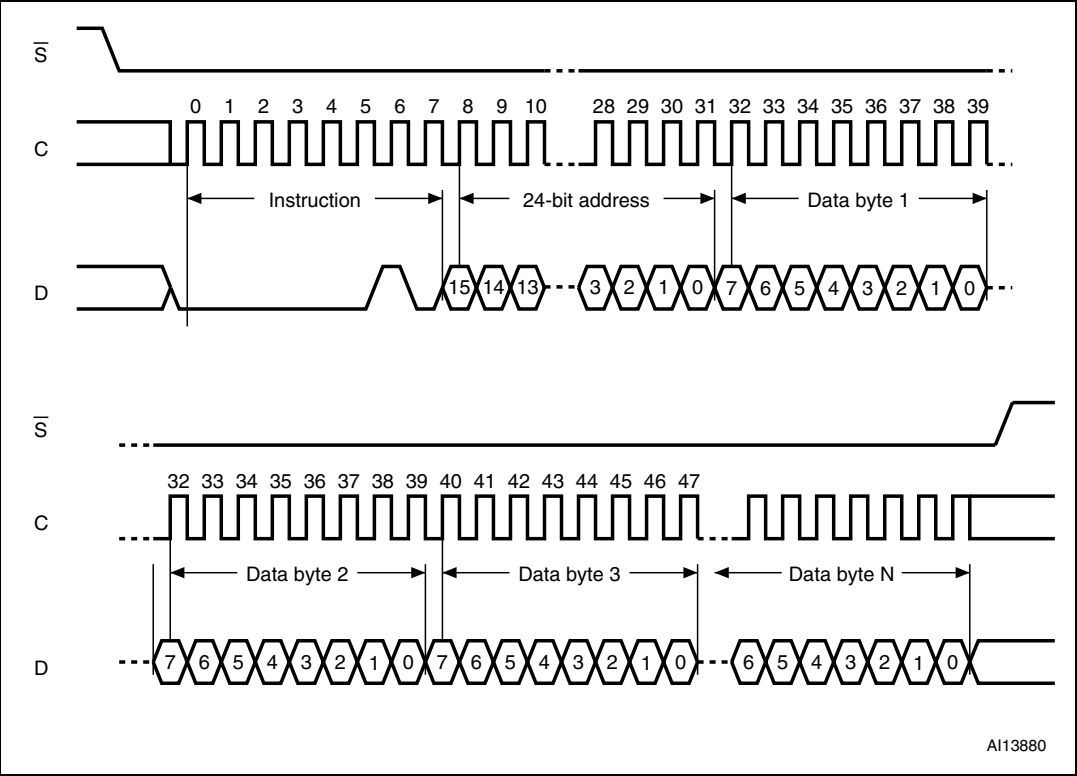 S̅
0 1 2 3 4 5 6 7 8 9 10 28 29 30 31 32 33 34 35 36 37 38 39
C
Instruction 24-bit address Data byte 1
D 15 14 13 3 2 1 0 7 6 5 4 3 2 1 0
S̅
32 33 34 35 36 37 38 39 40 41 42 43 44 45 46 47
C
Data byte 2 Data byte 3 Data byte N
D 7 6 5 4 3 2 1 0 7 6 5 4 3 2 1 0 6 5 4 3 2 1 0
AI13880